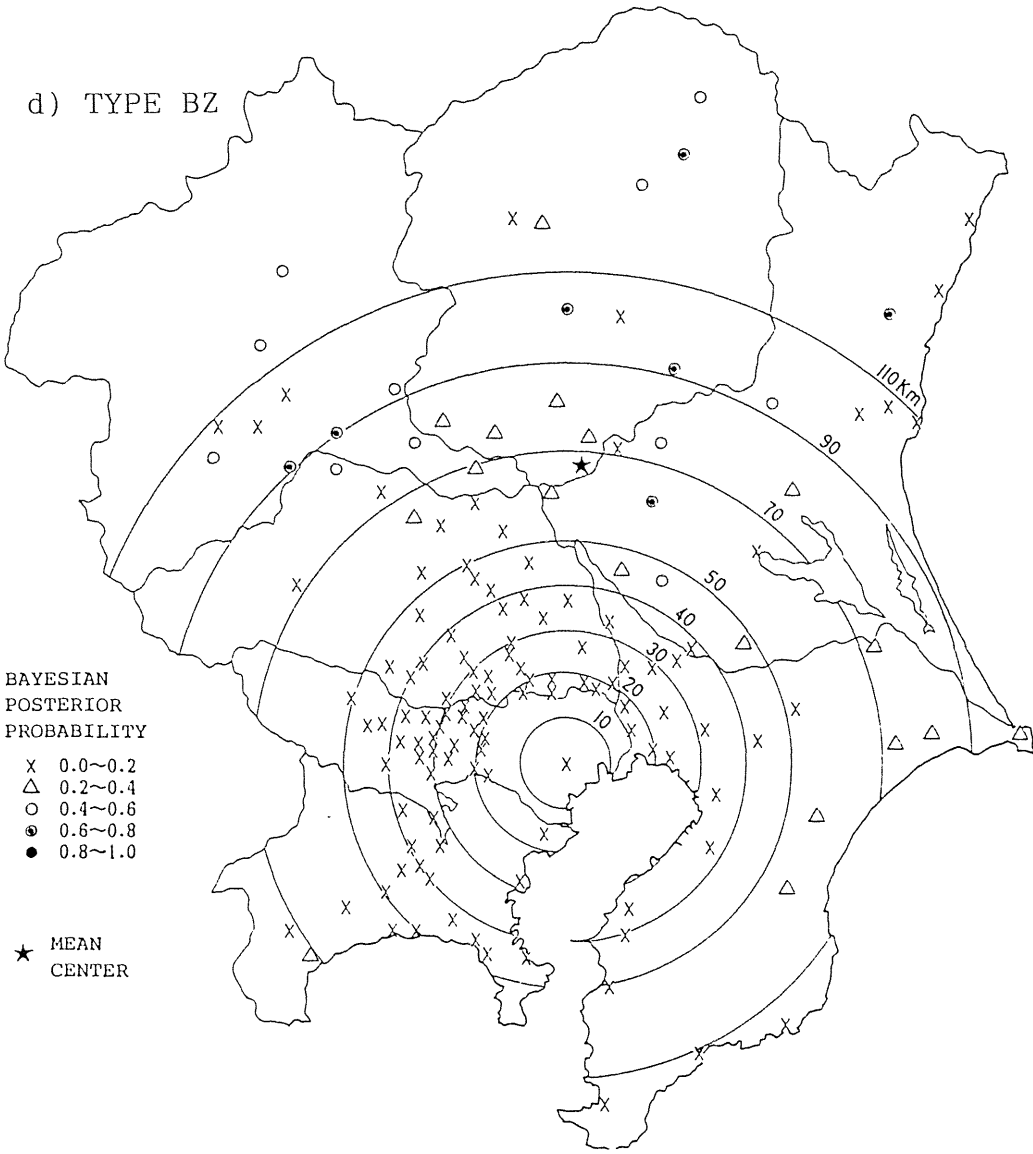 d) TYPE BZ
110Km
90
70
50
40
30
20
10
BAYESIAN
POSTERIOR
PROBABILITY
X 0.0～0.2
△ 0.2～0.4
○ 0.4～0.6
◉ 0.6～0.8
● 0.8～1.0
★ MEAN
CENTER